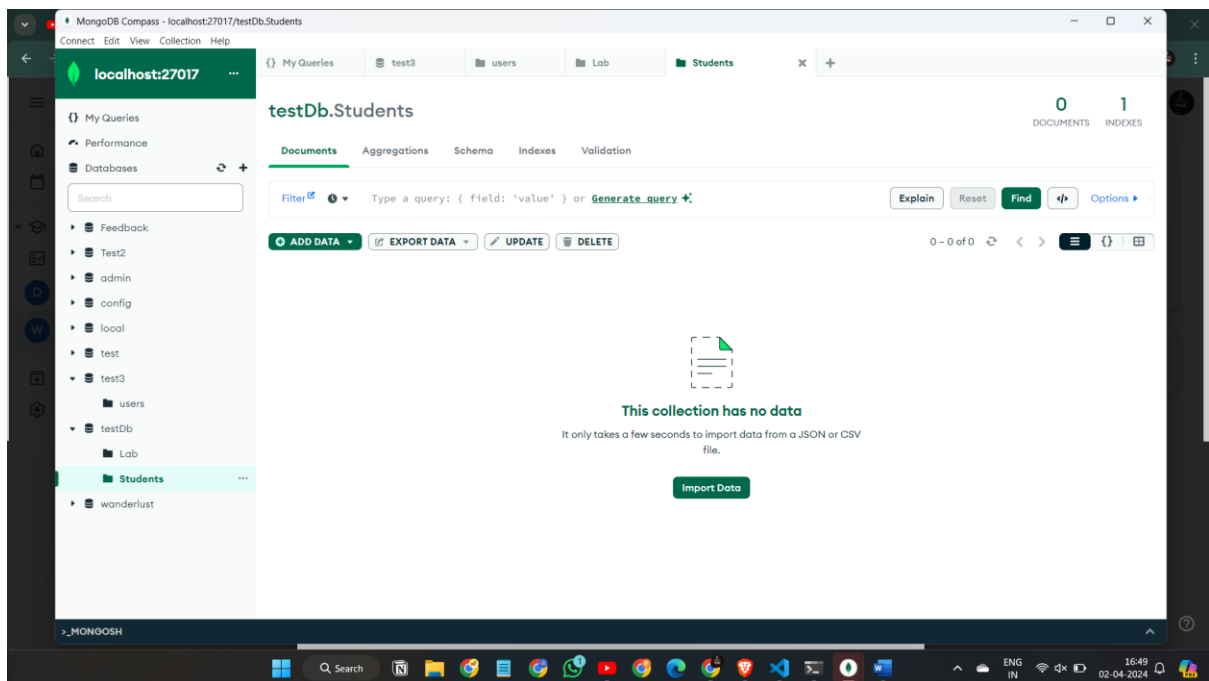 MongoDB Compass - localhost:27017/testDb.Students
Connect Edit View Collection Help
localhost:27017 ...
{} My Queries
Performance
Databases
Search
Feedback
Test2
admin
config
local
test
test3
users
testDb
Lab
Students ...
wanderlust
{} My Queries test3 users Lab Students
testDb.Students
0 DOCUMENTS
1 INDEXES
Documents Aggregations Schema Indexes Validation
Filter Type a query: { field: 'value' } or Generate query
Explain Reset Find </> Options
ADD DATA EXPORT DATA UPDATE DELETE
0 - 0 of 0 {}
This collection has no data
It only takes a few seconds to import data from a JSON or CSV
file.
Import Data
>_MONGOSH
D
W
Search
ENG
IN
16:49
02-04-2024